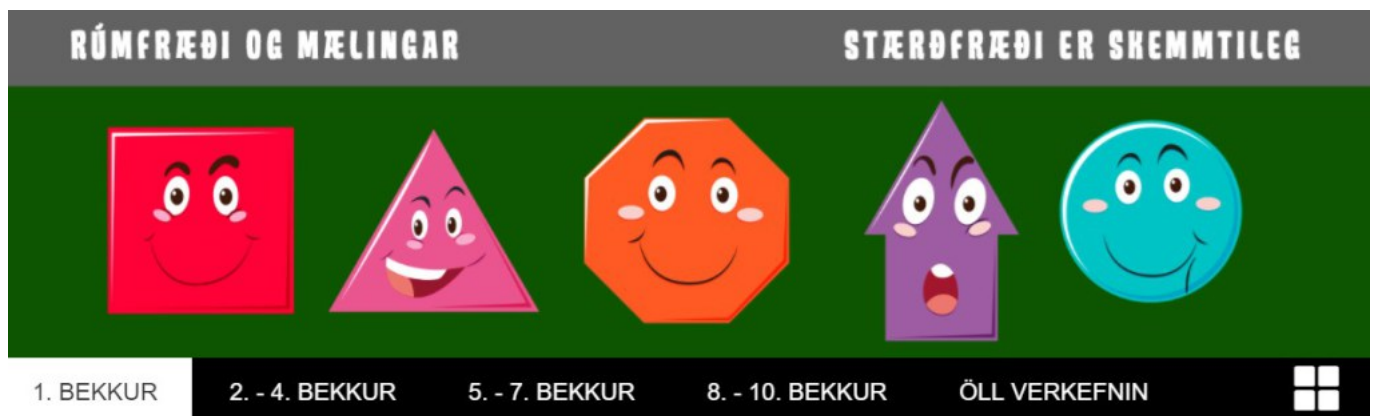 RÚMFRÆÐI OG MÆLINGAR
STÆRÐFRÆÐI ER SKEMMTILEG
1. BEKKUR
2. - 4. BEKKUR
5. - 7. BEKKUR
8. - 10. BEKKUR
ÖLL VERKEFNIN